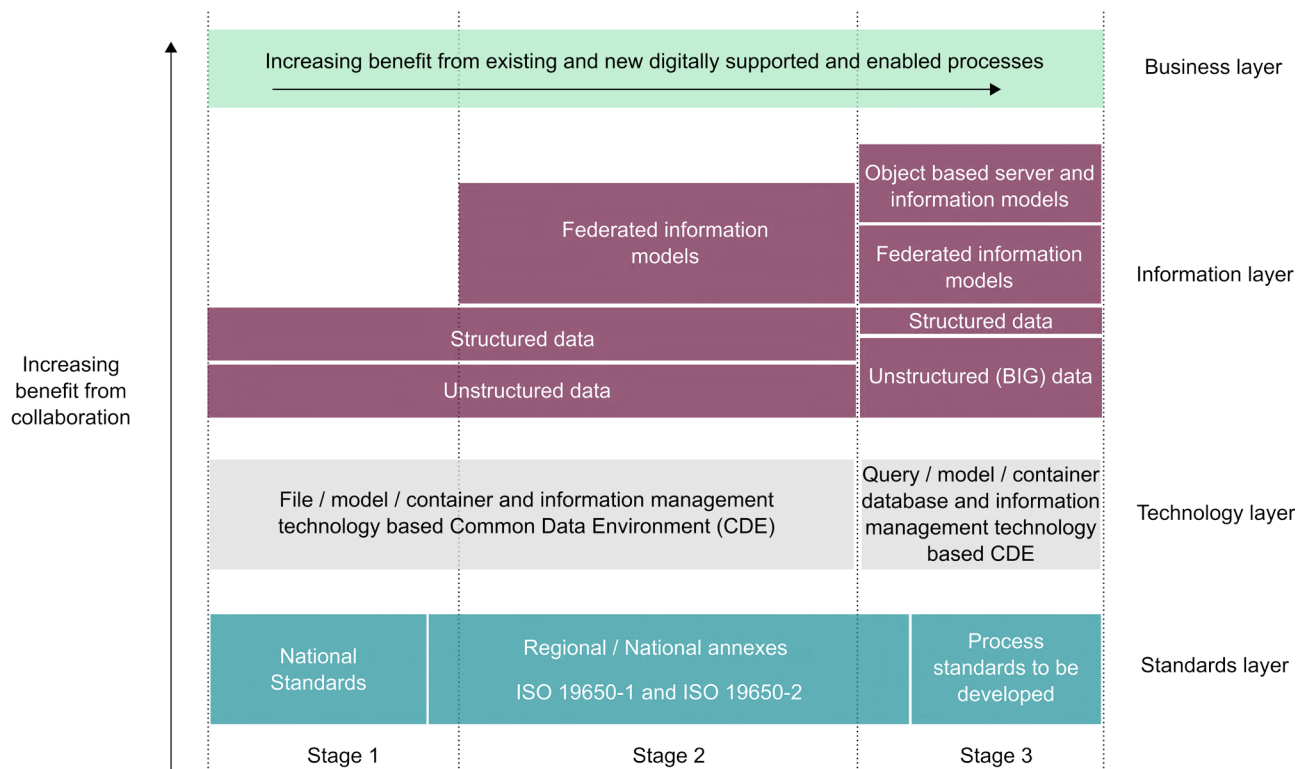 Increasing benefit from existing and new digitally supported and enabled processes
Business layer
Object based server and
information models
Federated information
models
Federated information
models
Information layer
Structured data
Structured data
Unstructured data
Unstructured (BIG) data
Increasing
benefit from
collaboration
File / model / container and information management
technology based Common Data Environment (CDE)
Query / model / container
database and information
management technology
based CDE
Technology layer
National
Standards
Regional / National annexes
ISO 19650-1 and ISO 19650-2
Process
standards to be
developed
Standards layer
Stage 1
Stage 2
Stage 3